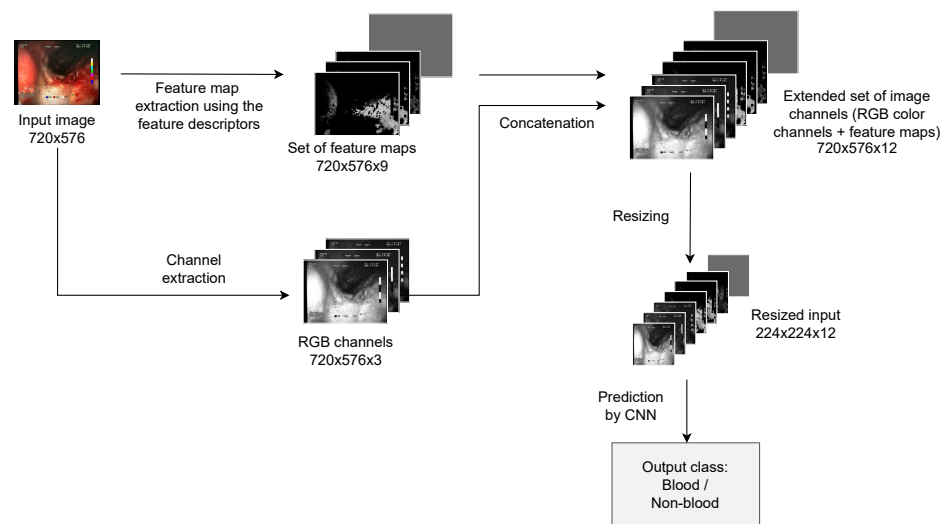 Input image
720x576
Feature map
extraction using the
feature descriptors
Set of feature maps
720x576x9
Concatenation
Extended set of image
channels (RGB color
channels + feature maps)
720x576x12
Channel
extraction
RGB channels
720x576x3
Resizing
Resized input
224x224x12
Prediction
by CNN
Output class:
Blood /
Non-blood